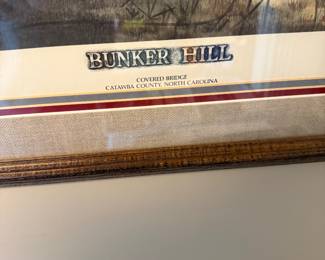 BUNKER HILL
COVERED BRIDGE
CATAWBA COUNTY, NORTH CAROLINA